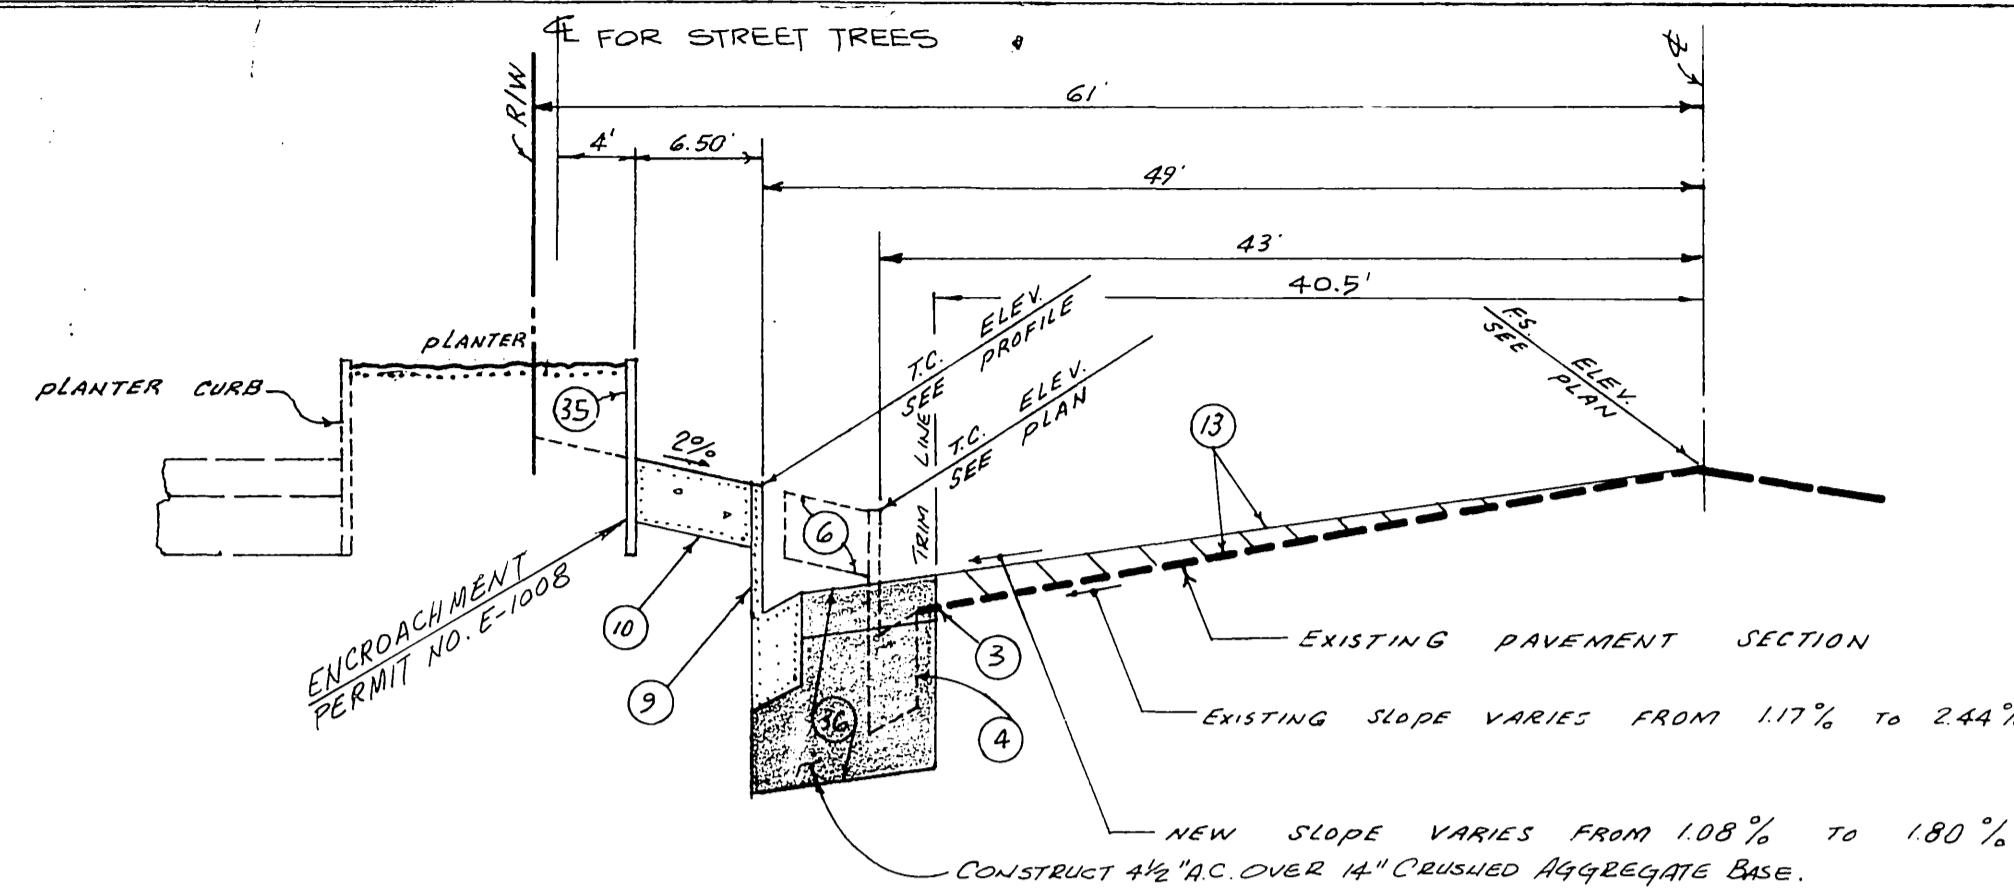 ℄ FOR STREET TREES
R/W
61'
4'
6.50'
49'
43'
40.5'
T.C. ELEV.
SEE PROFILE
T.C. ELEV.
SEE PLAN
F.S. ELEV.
SEE PLAN
TRIM LINE
PLANTER
PLANTER CURB
35
2%
13
6
ENCROACHMENT
PERMIT NO. E-1008
10
9
36
3
4
EXISTING PAVEMENT SECTION
EXISTING SLOPE VARIES FROM 1.17% TO 2.44%
NEW SLOPE VARIES FROM 1.08% TO 1.80%
CONSTRUCT 4½" A.C. OVER 14" CRUSHED AGGREGATE BASE.